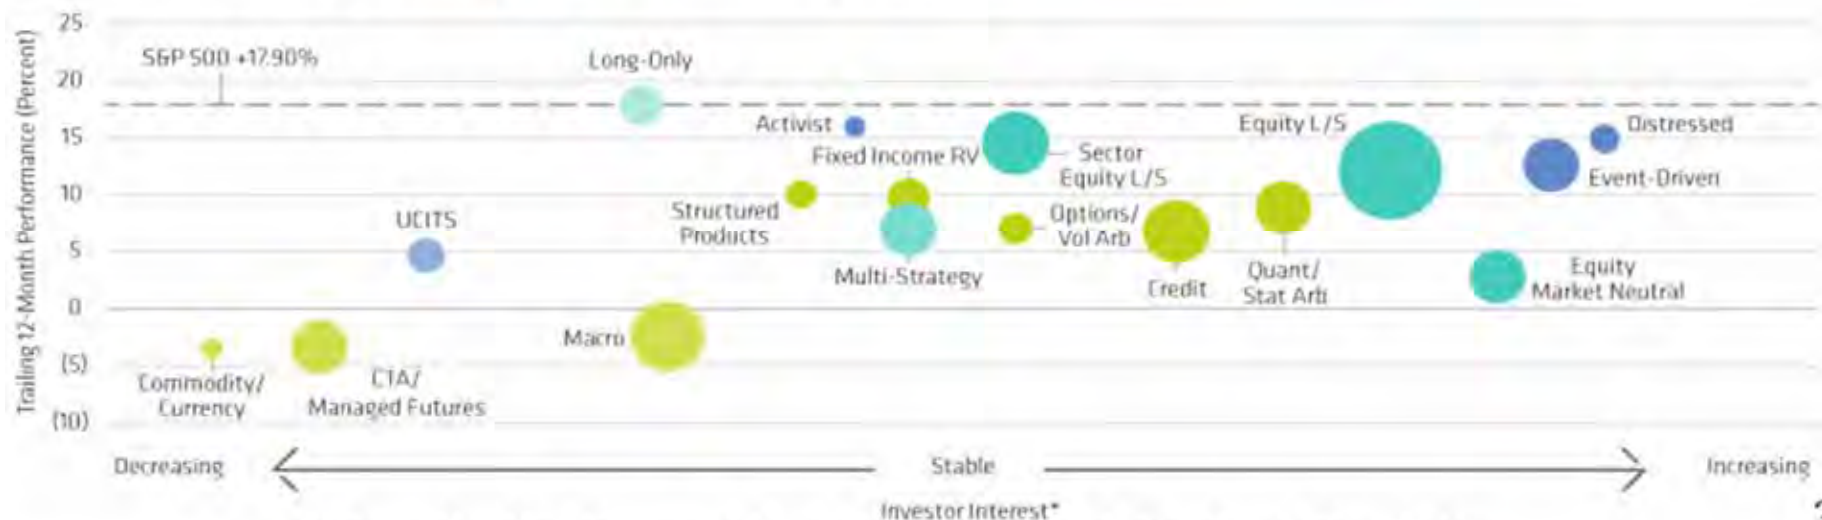 25
S&P 500 +17.90%
Long-Only
20
Activist
Equity L/S
Distressed
15
Fixed Income RV
Sector
Equity L/S
Event-Driven
10
Structured
Products
Options/
Vol Arb
UCITS
5
Multi-Strategy
Credit
Quant/
Stat Arb
Equity
Market Neutral
0
Macro
(5)
Commodity/
Currency
CTA/
Managed Futures
(10)
Trailing 12-Month Performance (Percent)
Decreasing
Stable
Increasing
Investor Interest*